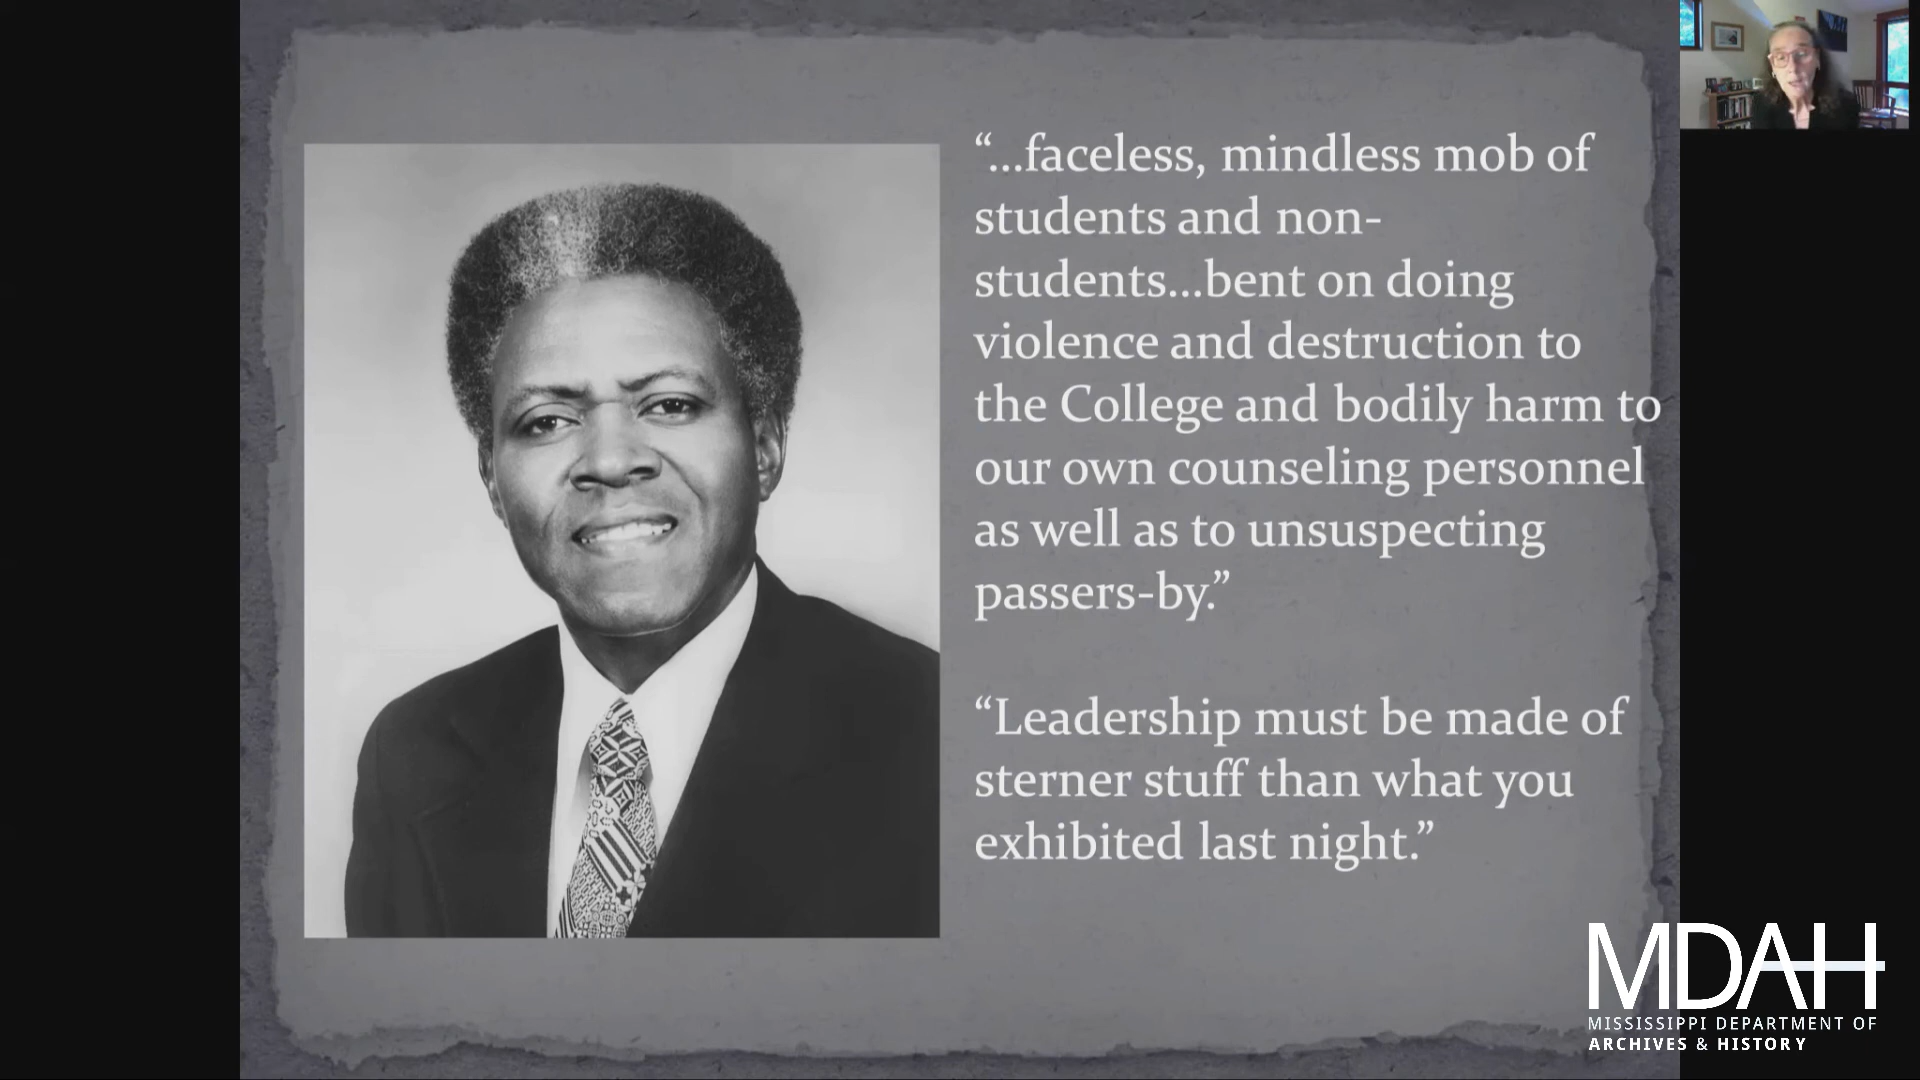 “...faceless, mindless mob of
students and non-
students...bent on doing
violence and destruction to
the College and bodily harm to
our own counseling personnel
as well as to unsuspecting
passers-by.”
“Leadership must be made of
sterner stuff than what you
exhibited last night.”
MDAH
MISSISSIPPI DEPARTMENT OF
ARCHIVES & HISTORY